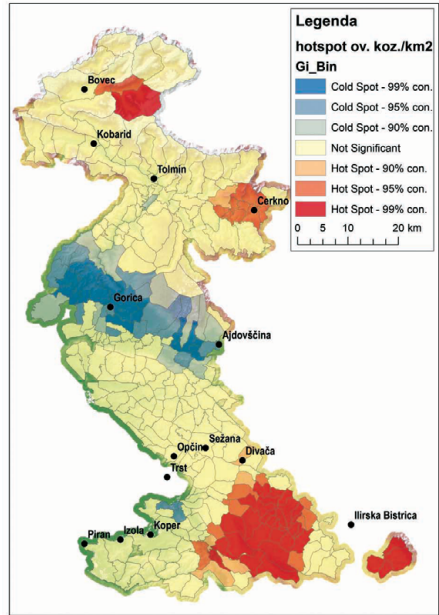 Legenda
hotspot ov. koz./km2
Gi_Bin
Cold Spot - 99% con.
Cold Spot - 95% con.
Cold Spot - 90% con.
Not Significant
Hot Spot - 90% con.
Hot Spot - 95% con.
Hot Spot - 99% con.
0 10 20 km
Bovec
Kobarid
Tolmin
Cerkno
Gorica
Ajdovščina
Sežana
Opčine
Divača
Trst
Ilirska Bistrica
Koper
Izola
Piran